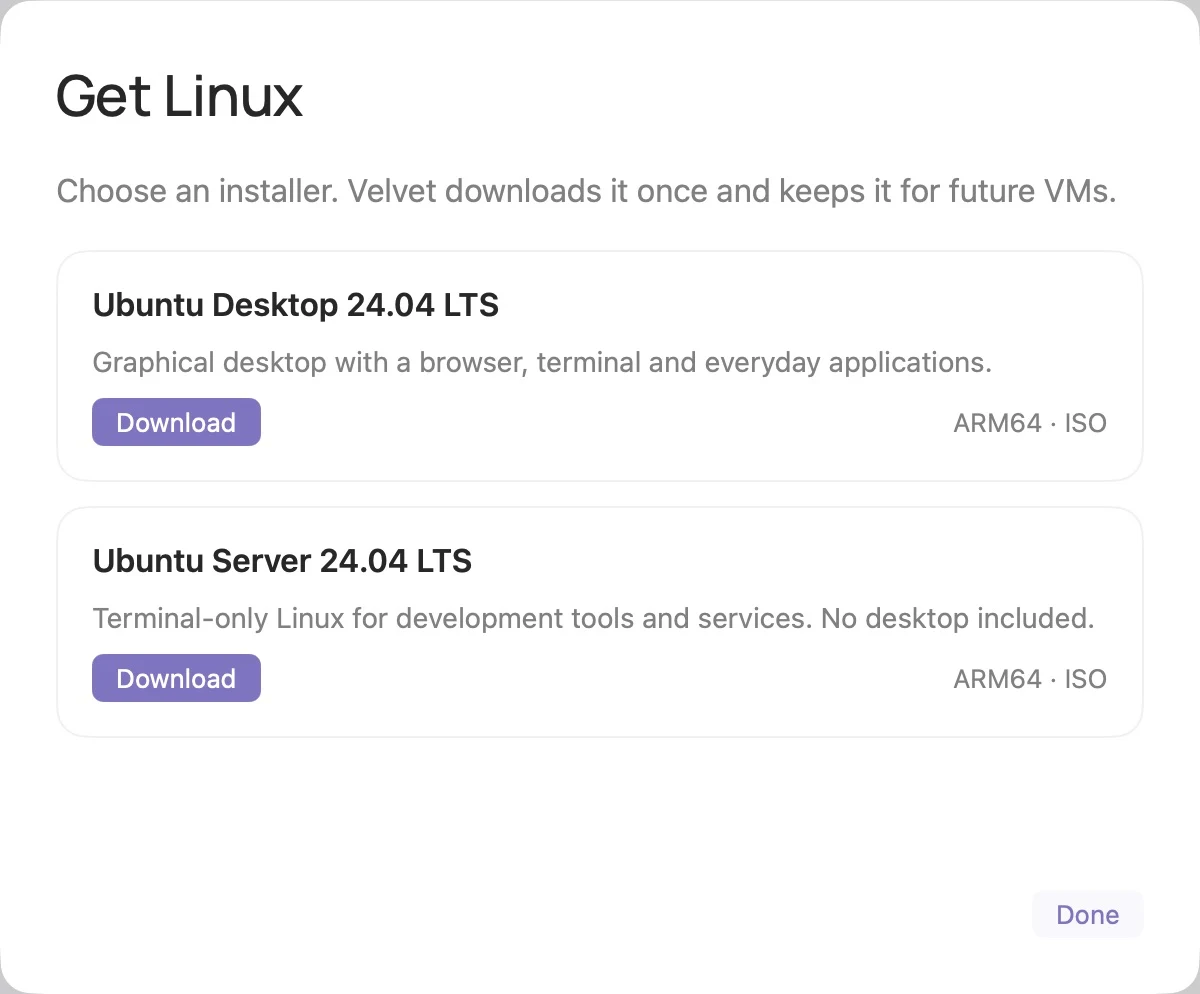 Get Linux
Choose an installer. Velvet downloads it once and keeps it for future VMs.
Ubuntu Desktop 24.04 LTS
Graphical desktop with a browser, terminal and everyday applications.
Download
ARM64 · ISO
Ubuntu Server 24.04 LTS
Terminal-only Linux for development tools and services. No desktop included.
Download
ARM64 · ISO
Done